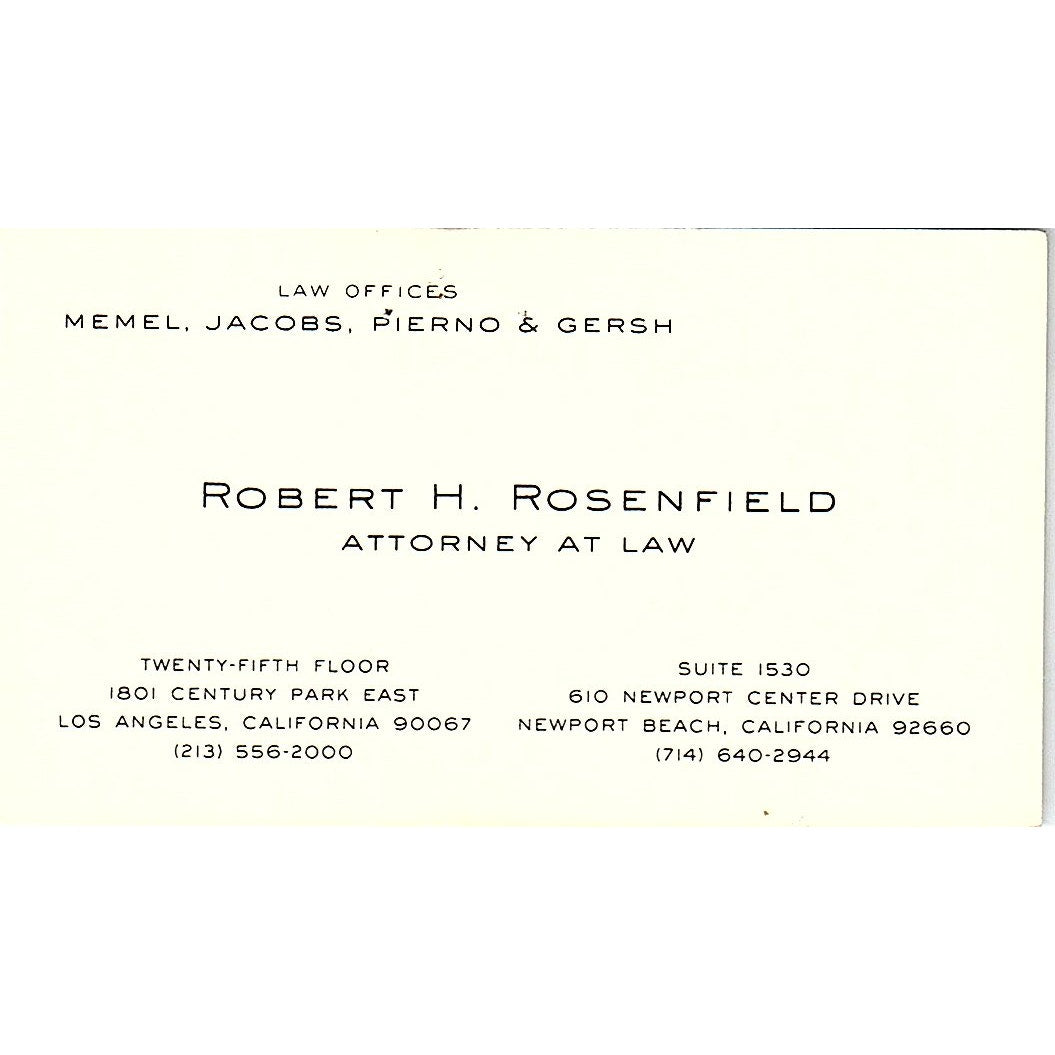 LAW OFFICES
MEMEL, JACOBS, PIERNO & GERSH
ROBERT H. ROSENFIELD
ATTORNEY AT LAW
TWENTY-FIFTH FLOOR
1801 CENTURY PARK EAST
LOS ANGELES, CALIFORNIA 90067
(213) 556-2000
SUITE 1530
610 NEWPORT CENTER DRIVE
NEWPORT BEACH, CALIFORNIA 92660
(714) 640-2944